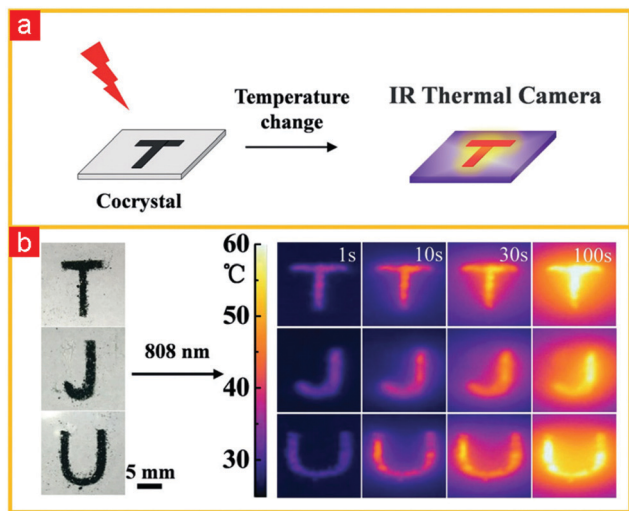 a
Temperature
change
IR Thermal Camera
T
T
Cocrystal
b
60
℃
50
40
30
1s
10s
30s
100s
T
J
U
808 nm
5 mm
T
T
T
T
J
J
J
J
U
U
U
U